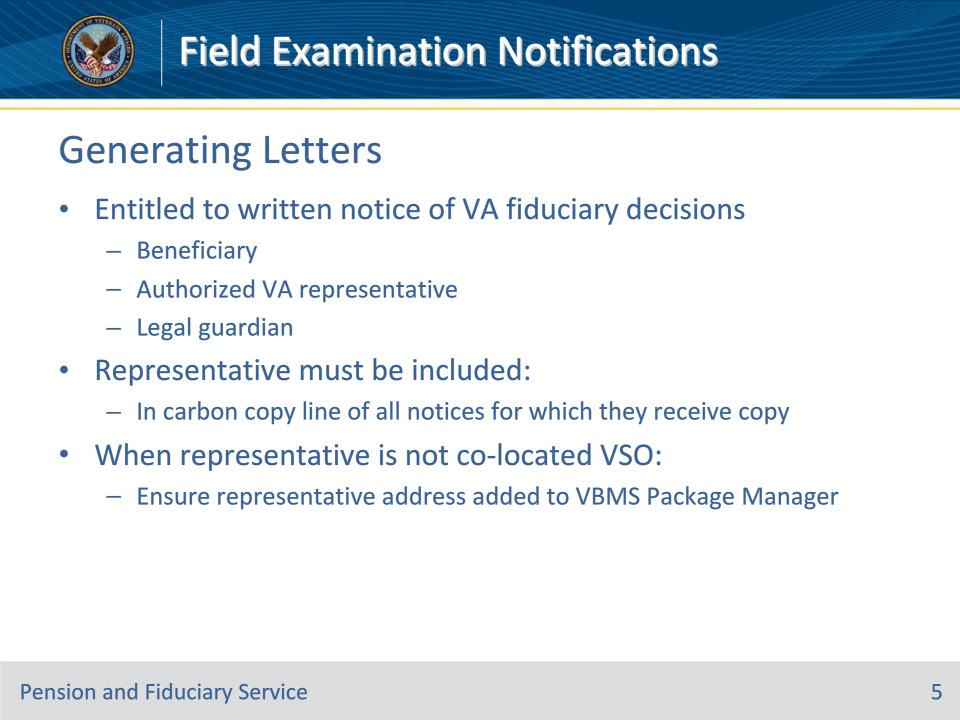 Field Examination Notifications
Generating Letters
• Entitled to written notice of VA fiduciary decisions
– Beneficiary
– Authorized VA representative
– Legal guardian
• Representative must be included:
– In carbon copy line of all notices for which they receive copy
• When representative is not co-located VSO:
– Ensure representative address added to VBMS Package Manager
Pension and Fiduciary Service
5